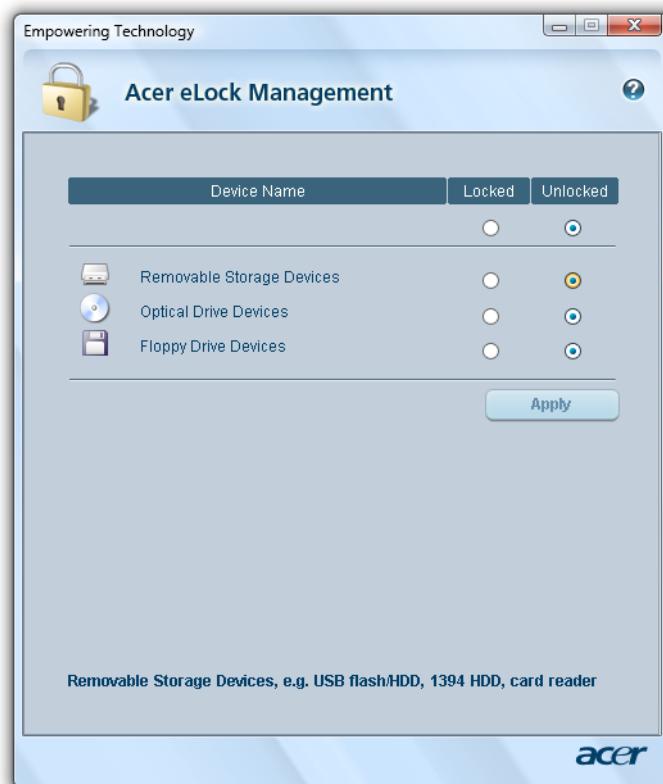 Empowering Technology
Acer eLock Management
Device Name Locked Unlocked
Removable Storage Devices
Optical Drive Devices
Floppy Drive Devices
Apply
Removable Storage Devices, e.g. USB flash/HDD, 1394 HDD, card reader
acer